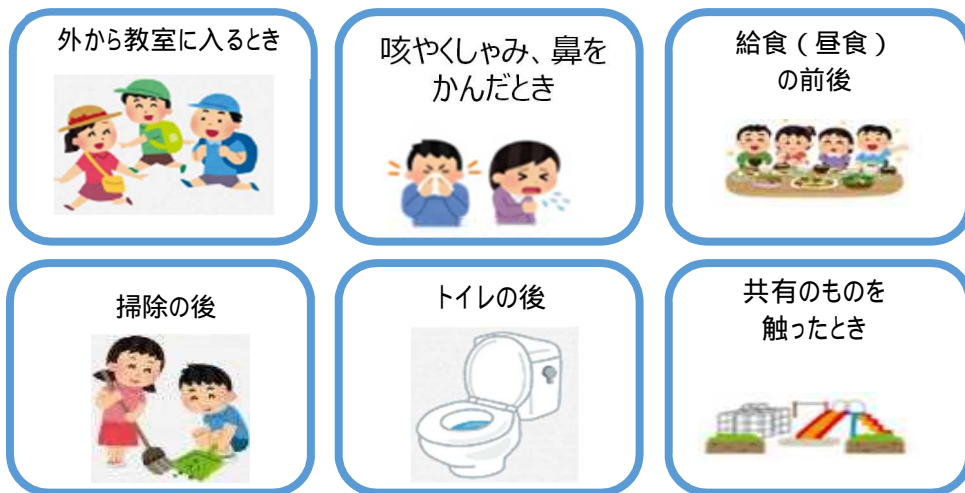 外から教室に入るとき
咳やくしゃみ、鼻を
かんだとき
給食（昼食）
の前後
掃除の後
トイレの後
共有のものを
触ったとき